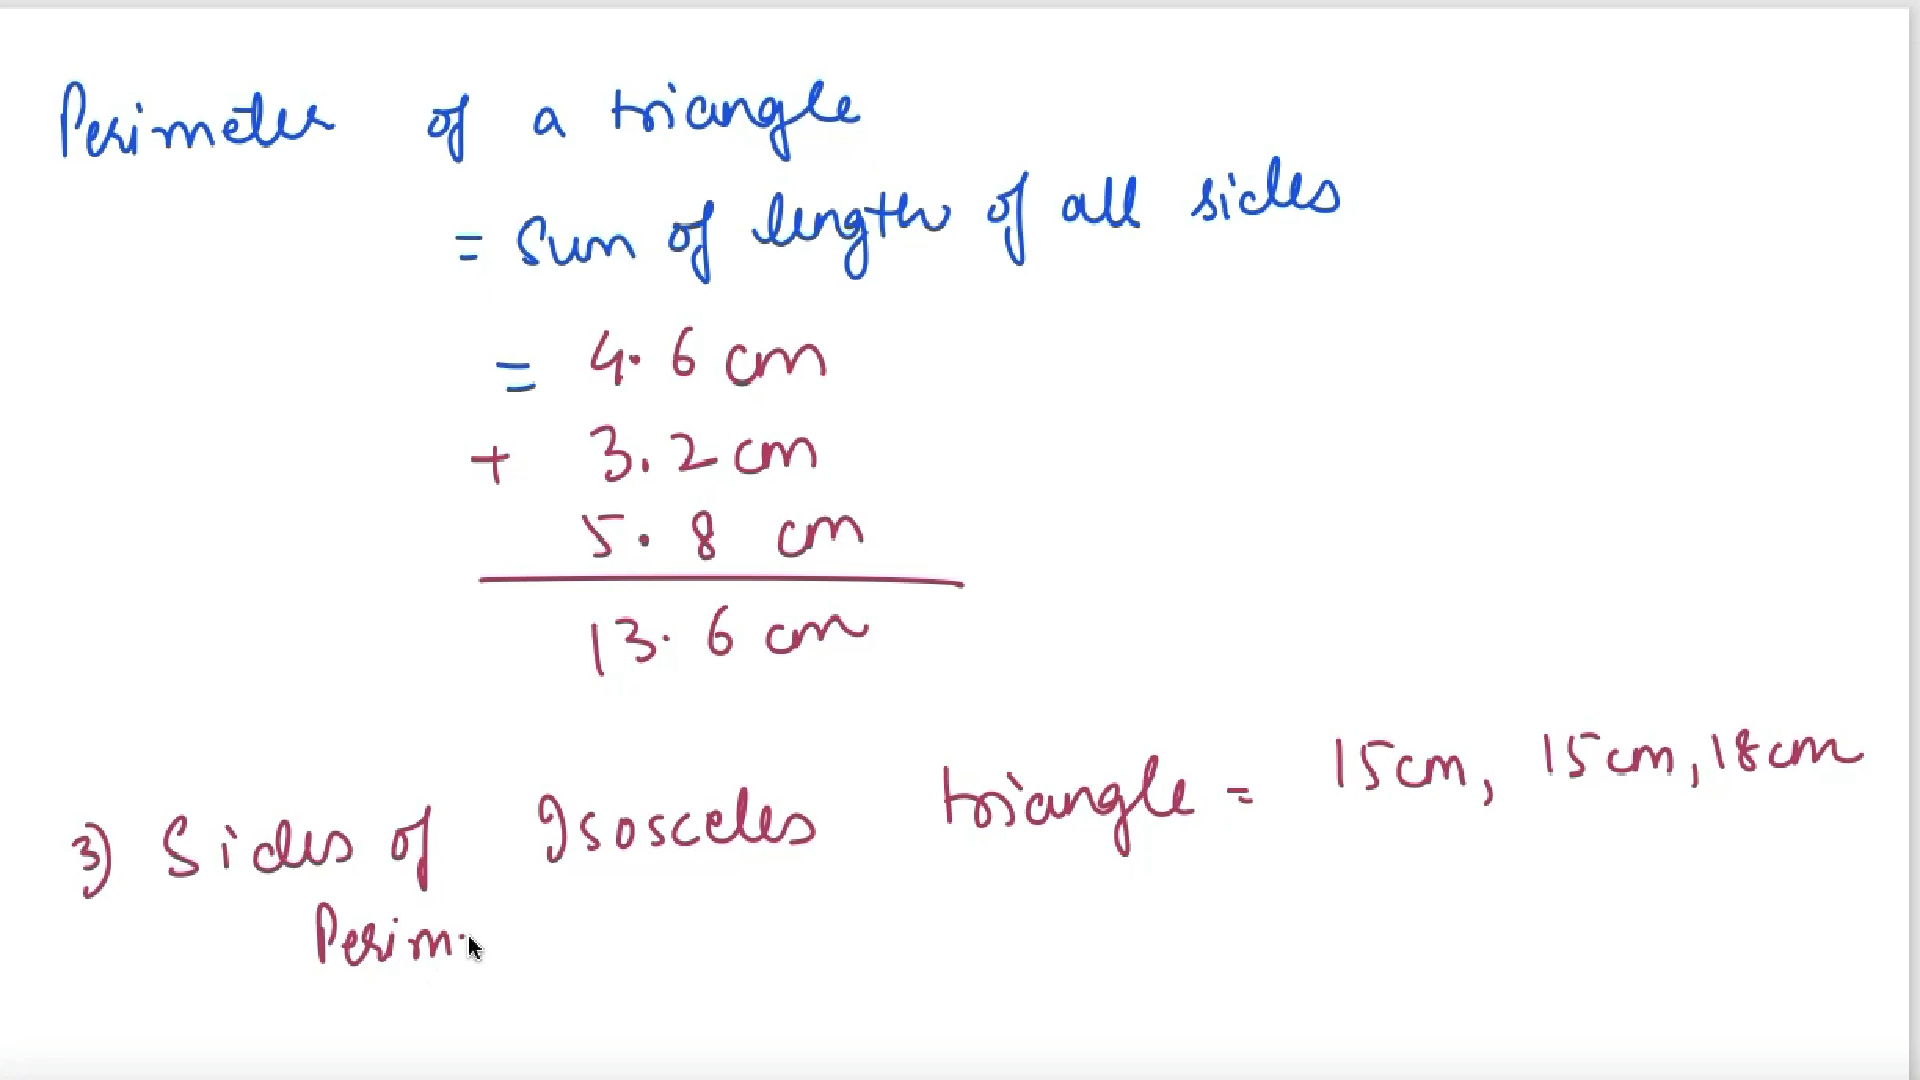 Perimeter of a triangle
= Sum of length of all sides
= 4.6 cm
+ 3.2 cm
5.8 cm
13.6 cm
3) Sides of Isosceles triangle = 15cm, 15cm, 18cm
Perim